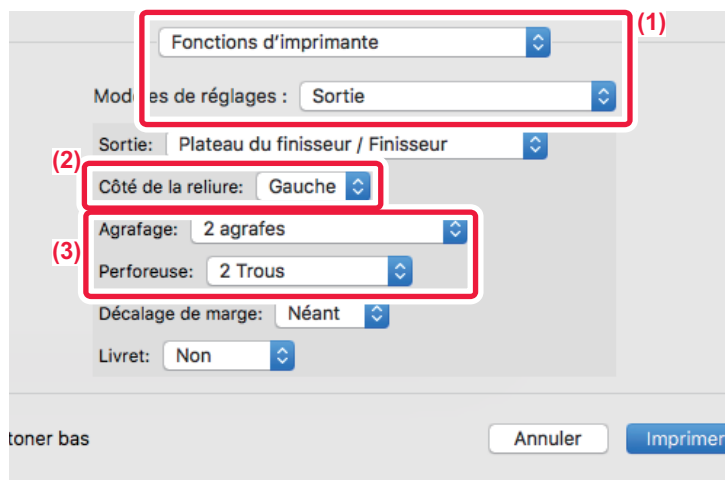 (1)
Fonctions d'imprimante
Modèles de réglages : Sortie
Sortie: Plateau du finisseur / Finisseur
(2)
Côté de la reliure: Gauche
Agrafage: 2 agrafes
(3)
Perforeuse: 2 Trous
Décalage de marge: Néant
Livret: Non
toner bas
Annuler
Imprimer